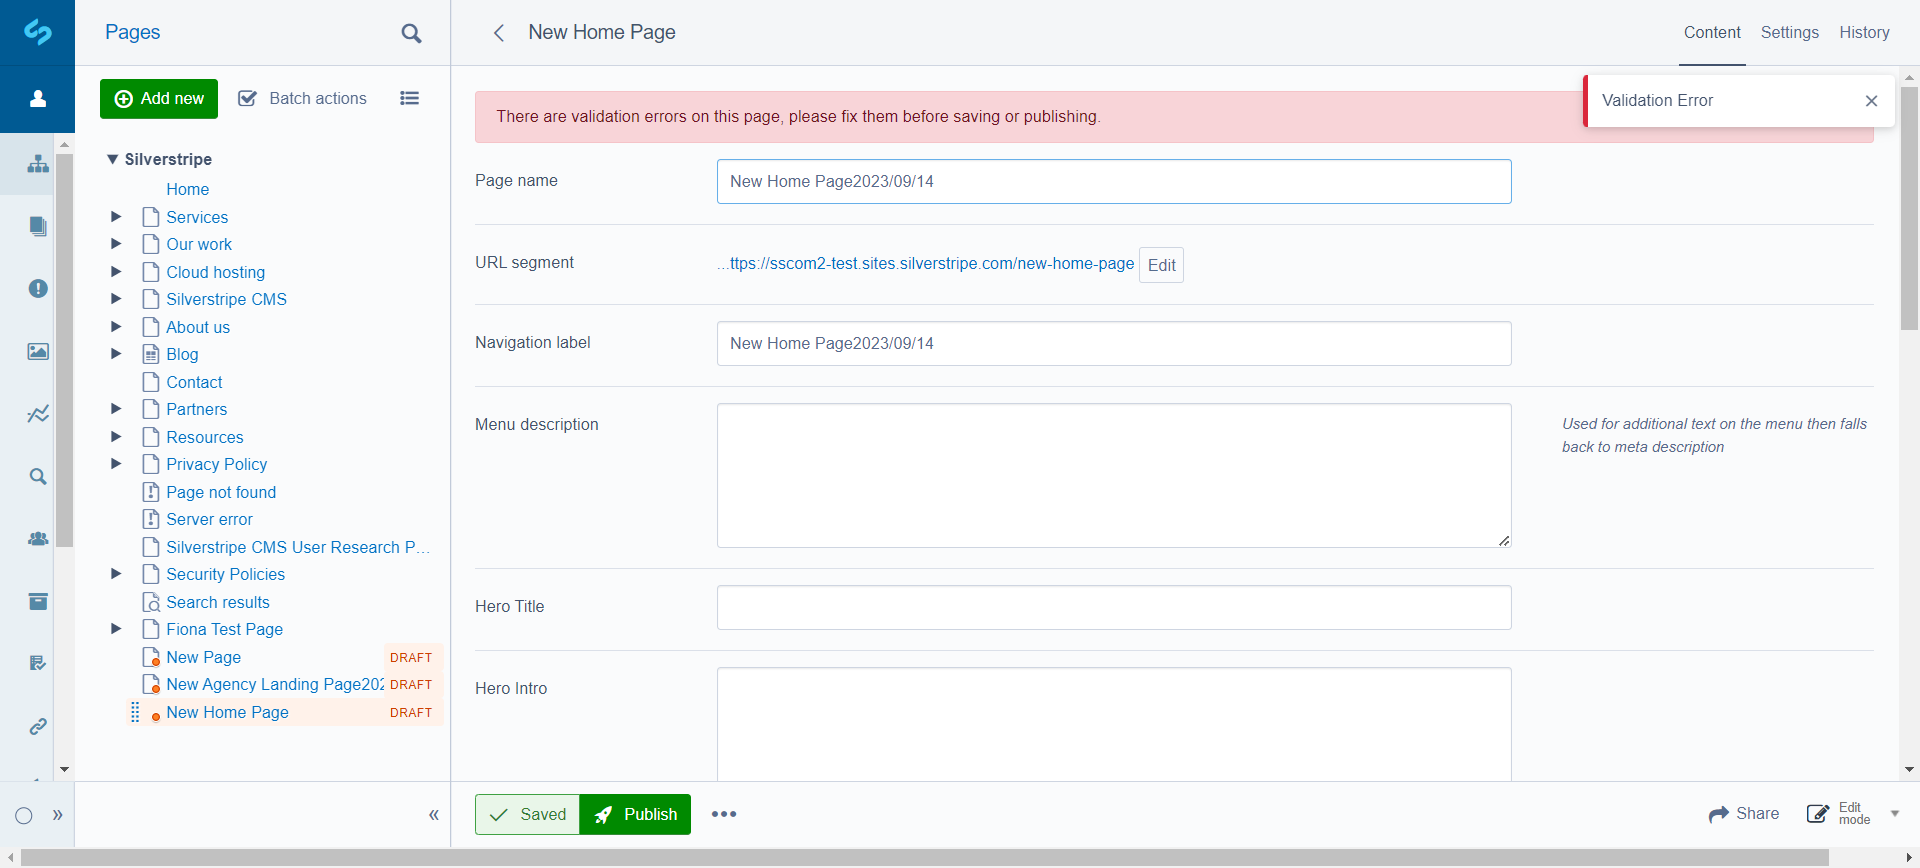 Pages
New Home Page
Content
Settings
History
Add new
Batch actions
Validation Error
There are validation errors on this page, please fix them before saving or publishing.
Silverstripe
Home
Services
Our work
Cloud hosting
Silverstripe CMS
About us
Blog
Contact
Partners
Resources
Privacy Policy
Page not found
Server error
Silverstripe CMS User Research P...
Security Policies
Search results
Fiona Test Page
New Page DRAFT
New Agency Landing Page202 DRAFT
New Home Page DRAFT
Page name
New Home Page2023/09/14
URL segment
...ttps://sscom2-test.sites.silverstripe.com/new-home-page
Edit
Navigation label
New Home Page2023/09/14
Menu description
Used for additional text on the menu then falls
back to meta description
Hero Title
Hero Intro
Saved
Publish
Share
Edit
mode